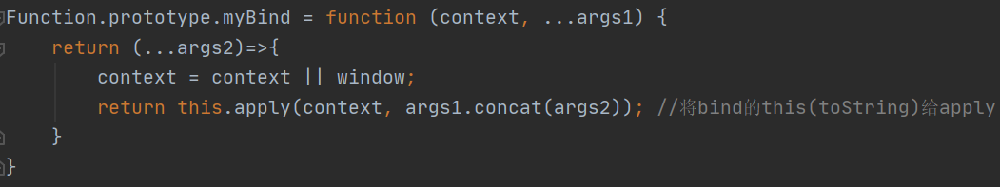 Function.prototype.myBind = function (context, ...args1) {
    return (...args2)=>{
        context = context || window;
        return this.apply(context, args1.concat(args2)); //将bind的this(toString)给apply
    }
}